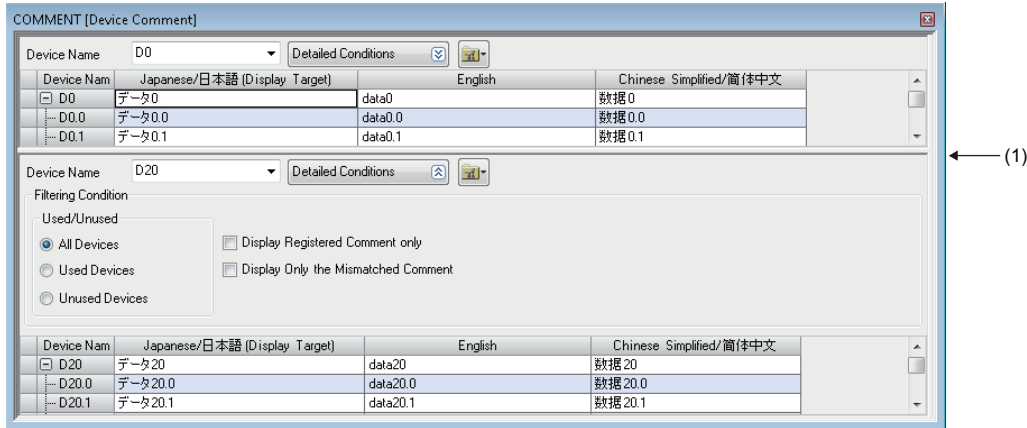 COMMENT [Device Comment]
Device Name D0 Detailed Conditions
Device Nam Japanese/日本語 (Display Target) English Chinese Simplified/简体中文
D0 データ0 data0 数据0
D0.0 データ0.0 data0.0 数据0.0
D0.1 データ0.1 data0.1 数据0.1
(1)
Device Name D20 Detailed Conditions
Filtering Condition
Used/Unused
All Devices Display Registered Comment only
Used Devices Display Only the Mismatched Comment
Unused Devices
Device Nam Japanese/日本語 (Display Target) English Chinese Simplified/简体中文
D20 データ20 data20 数据20
D20.0 データ20.0 data20.0 数据20.0
D20.1 データ20.1 data20.1 数据20.1